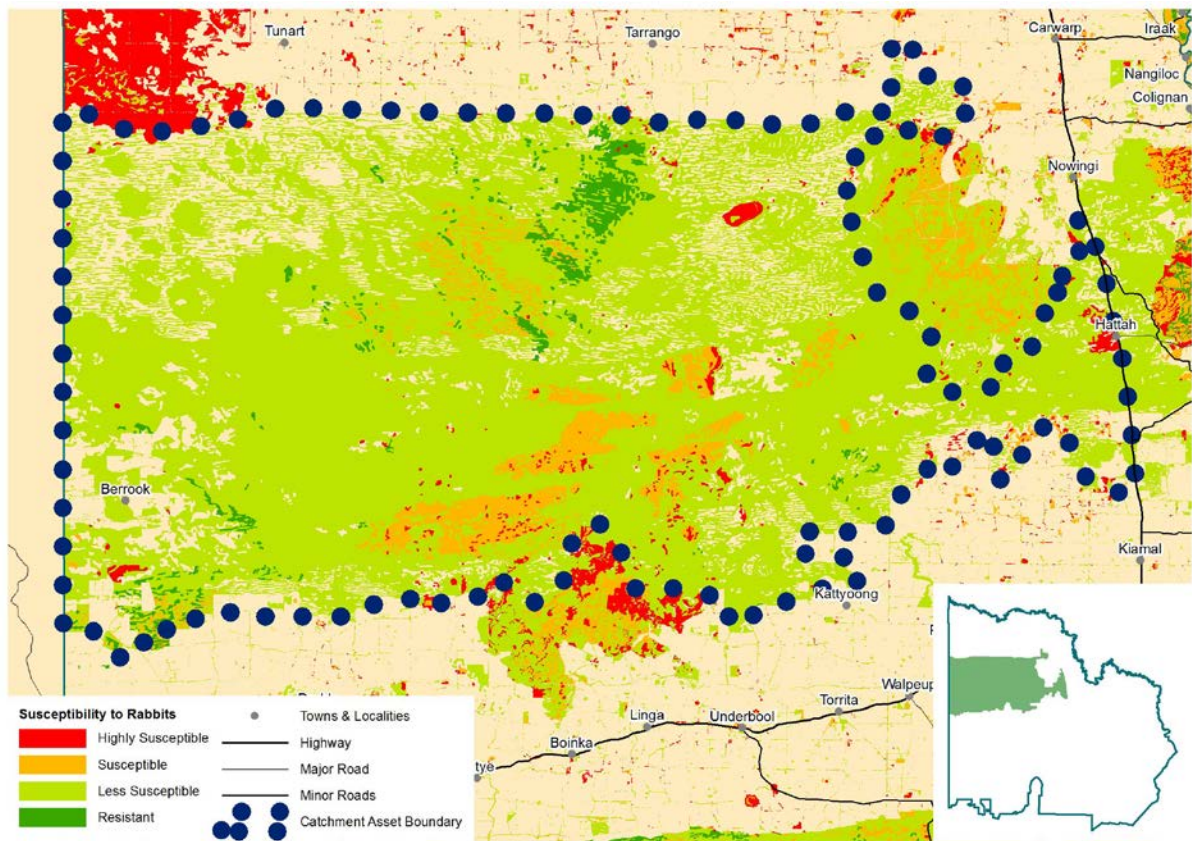 Tunart
Tarrango
Carwarp
Iraak
Nangiloc
Colignan
Nowingi
Hattah
Berrook
Kiamal
Kattyoong
Walpeup
Torrita
Linga
Underbool
Boinka
tye
Susceptibility to Rabbits
Highly Susceptible
Susceptible
Less Susceptible
Resistant
Towns & Localities
Highway
Major Road
Minor Roads
Catchment Asset Boundary